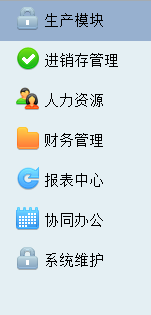 生产模块
进销存管理
人力资源
财务管理
报表中心
协同办公
系统维护